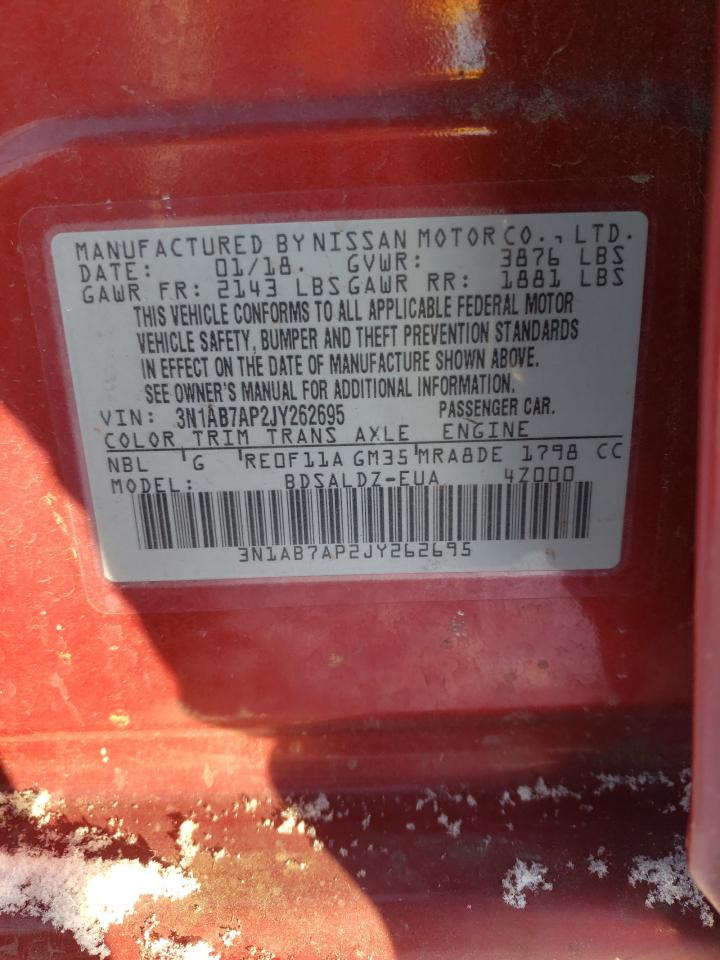 MANUFACTURED BY NISSAN MOTOR CO., LTD.
DATE: 01/18. GVWR: 3876 LBS
GAWR FR: 2143 LBS GAWR RR: 1881 LBS
THIS VEHICLE CONFORMS TO ALL APPLICABLE FEDERAL MOTOR
VEHICLE SAFETY, BUMPER AND THEFT PREVENTION STANDARDS
IN EFFECT ON THE DATE OF MANUFACTURE SHOWN ABOVE.
SEE OWNER'S MANUAL FOR ADDITIONAL INFORMATION.
VIN: 3N1AB7AP2JY262695 PASSENGER CAR.
COLOR TRIM TRANS AXLE ENGINE
NBL G RE0F11A GM35 MRA8DE 1798 CC
MODEL: BDSALDZ-EUA 4Z000
3N1AB7AP2JY262695